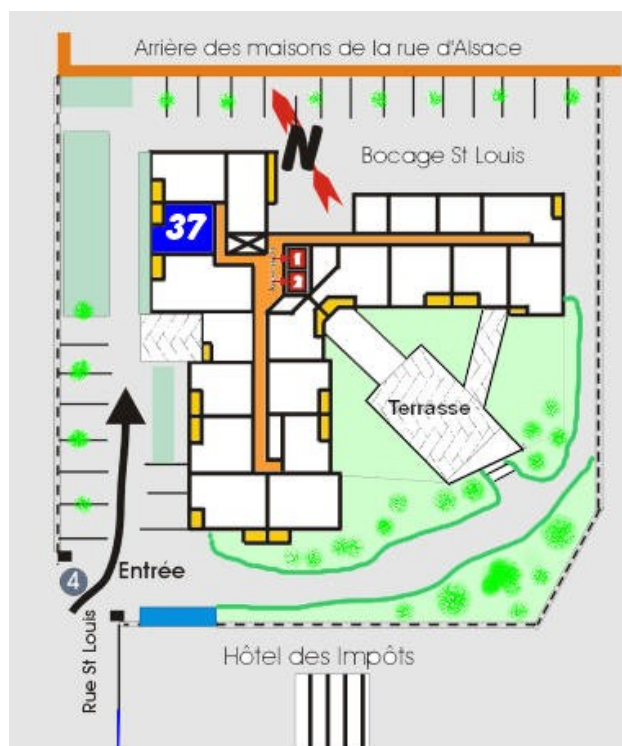 Arrière des maisons de la rue d'Alsace
N
Bocage St Louis
37
1
2
Terrasse
4
Entrée
Rue St Louis
Hôtel des Impôts